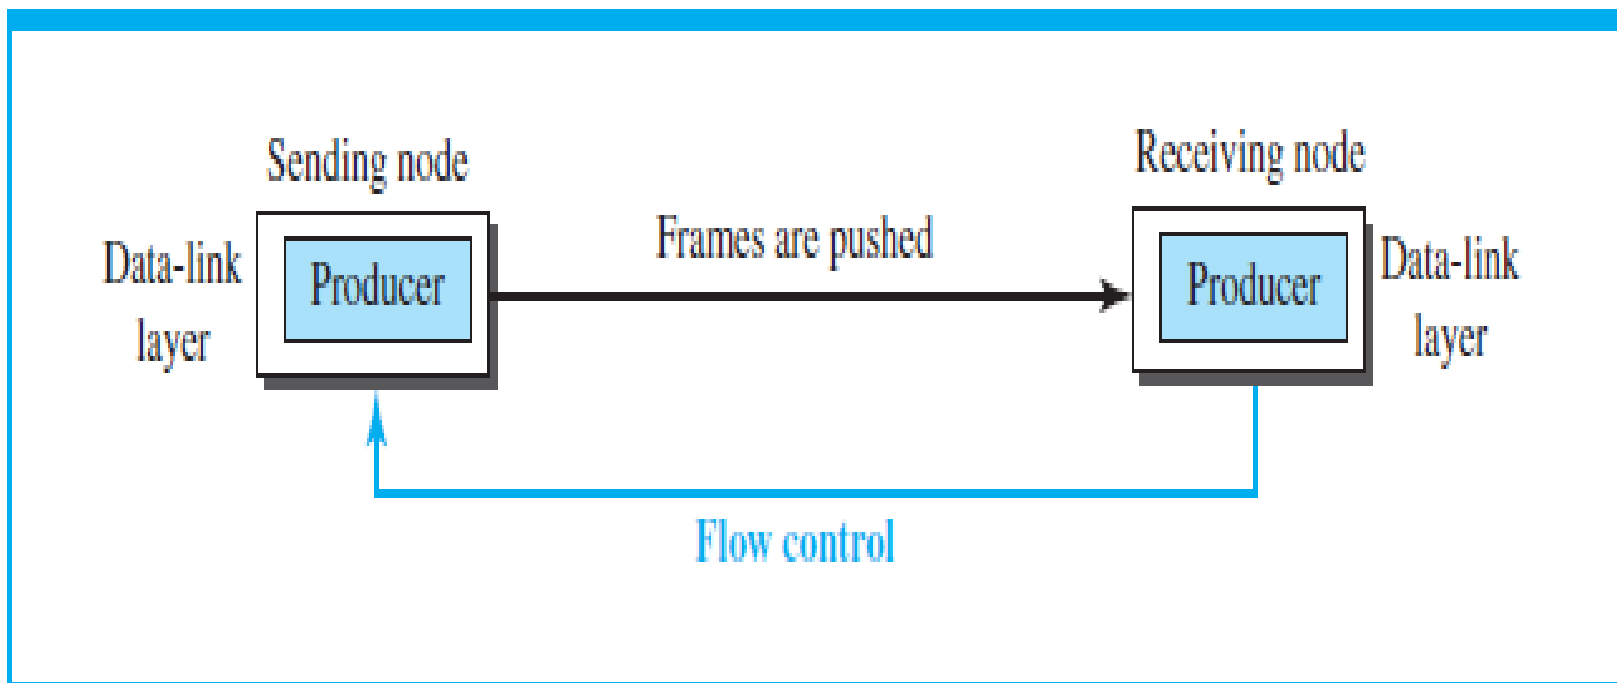 Sending node
Receiving node
Data-link
layer
Producer
Frames are pushed
Producer
Data-link
layer
Flow control